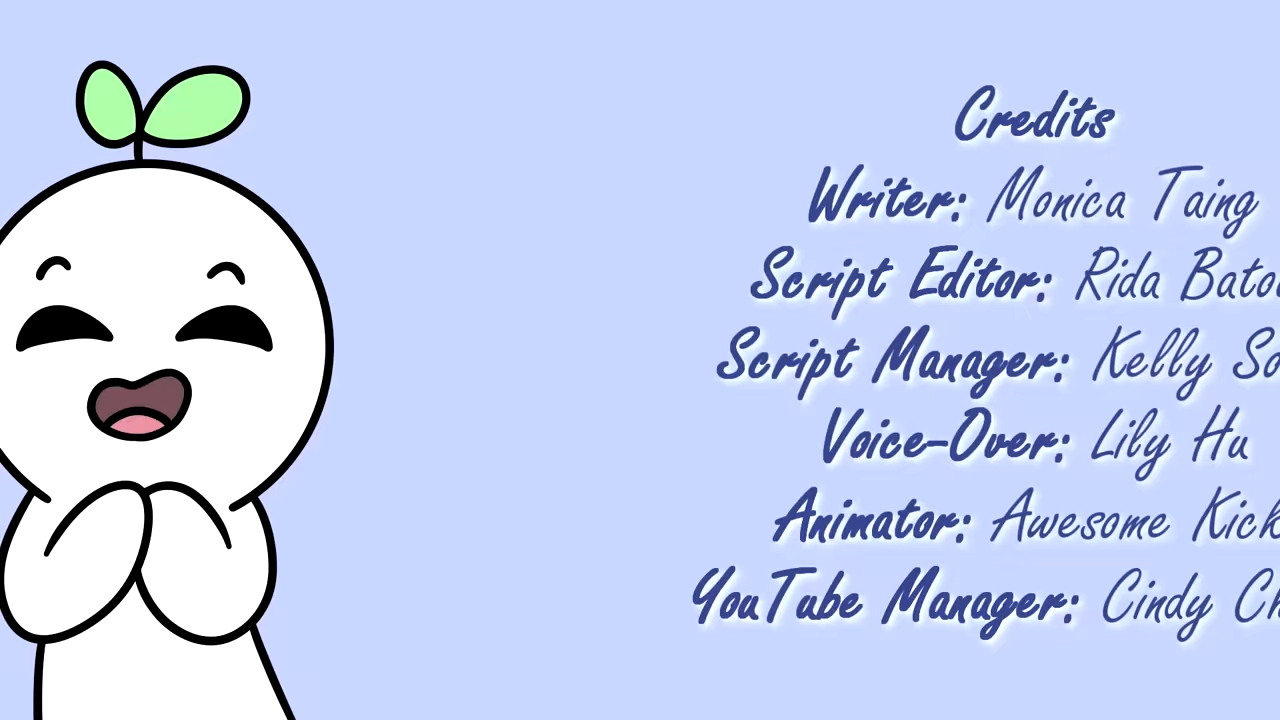 Credits
Writer: Monica Taing
Script Editor: Rida
Script Manager: Kelly
Voice-Over: Lily Hu
Animator: Awesome
YouTube Manager: Cindy